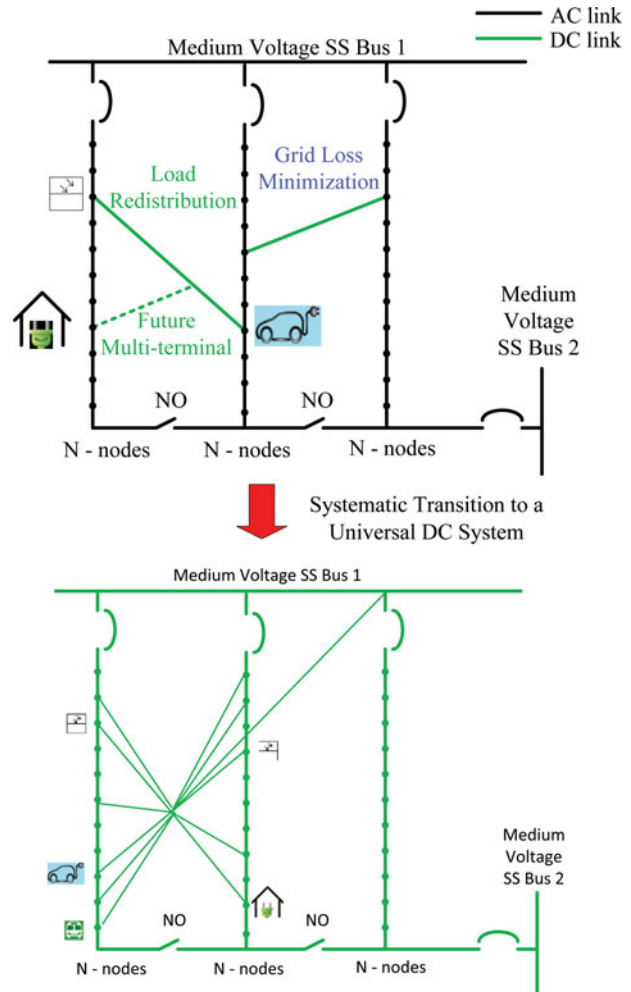 AC link
DC link
Medium Voltage SS Bus 1
Load
Redistribution
Grid Loss
Minimization
Future
Multi-terminal
Medium
Voltage
SS Bus 2
NO
NO
N - nodes
N - nodes
N - nodes
Systematic Transition to a
Universal DC System
Medium Voltage SS Bus 1
Medium
Voltage
SS Bus 2
NO
NO
N - nodes
N - nodes
N - nodes